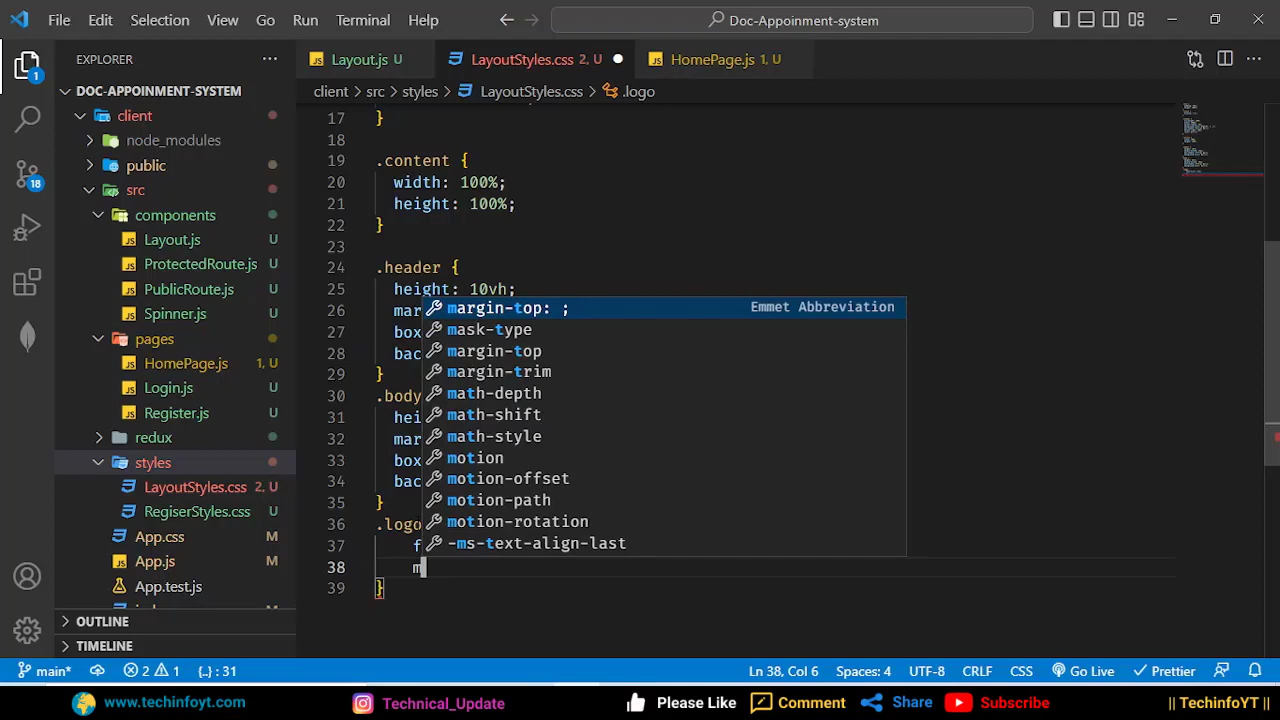 File Edit Selection View Go Run Terminal Help
Doc-Appoinment-system
EXPLORER
Layout.js U
LayoutStyles.css 2, U
HomePage.js 1, U
DOC-APPOINMENT-SYSTEM
client > src > styles > LayoutStyles.css > .logo
1
client
node_modules
public
src
components
Layout.js U
ProtectedRoute.js U
PublicRoute.js U
Spinner.js U
pages
HomePage.js 1, U
Login.js U
Register.js U
redux
styles
LayoutStyles.css 2, U
RegiserStyles.css U
App.css M
App.js M
App.test.js M
OUTLINE
TIMELINE
18
17 }
18
19 .content {
20 width: 100%;
21 height: 100%;
22 }
23
24 .header {
25 height: 10vh;
26 mar
27 box
28 bac
29 }
30 .body
31 hei
32 mar
33 box
34 bac
35 }
36 .logo
37 f
38 m
39 }
margin-top: ; Emmet Abbreviation
mask-type
margin-top
margin-trim
math-depth
math-shift
math-style
motion
motion-offset
motion-path
motion-rotation
-ms-text-align-last
main* 2 1 {..} : 31 Ln 38, Col 6 Spaces: 4 UTF-8 CRLF CSS Go Live Prettier
www.techinfoyt.com Technical_Update Please Like Comment Share Subscribe || TechinfoYT ||